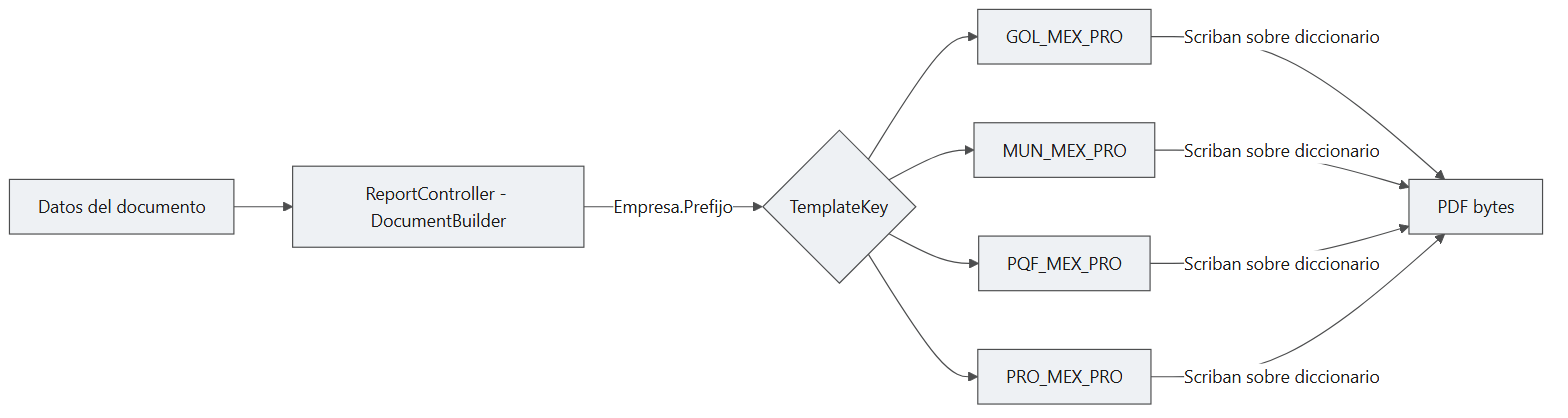 Datos del documento
ReportController -
DocumentBuilder
Empresa.Prefijo
TemplateKey
GOL_MEX_PRO
Scriban sobre diccionario
MUN_MEX_PRO
Scriban sobre diccionario
PQF_MEX_PRO
Scriban sobre diccionario
PRO_MEX_PRO
Scriban sobre diccionario
PDF bytes